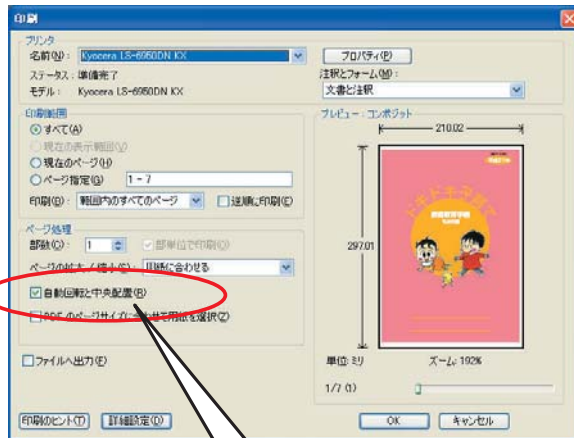 印刷
プリンタ
名前(N): Kyocera LS-6950DN KX
プロパティ(P)
ステータス: 準備完了
注釈とフォーム(M):
モデル: Kyocera LS-6950DN KX
文書と注釈
印刷範囲
すべて(A)
現在の表示範囲(V)
現在のページ(U)
ページ指定(G) 1 - 7
印刷(D): 範囲内のすべてのページ
逆順に印刷(E)
ページ処理
部数(C): 1
部単位で印刷(O)
ページの拡大/縮小(S): 用紙に合わせる
自動回転と中央配置(R)
PDF のページサイズに合わせて用紙を選択(Z)
ファイルへ出力(F)
印刷のヒント(T)
詳細設定(D)
プレビュー: コンポジット
210.02
297.01
ドキドキ子育て
単位: ミリ
ズーム: 192%
1/7 (1)
OK
キャンセル